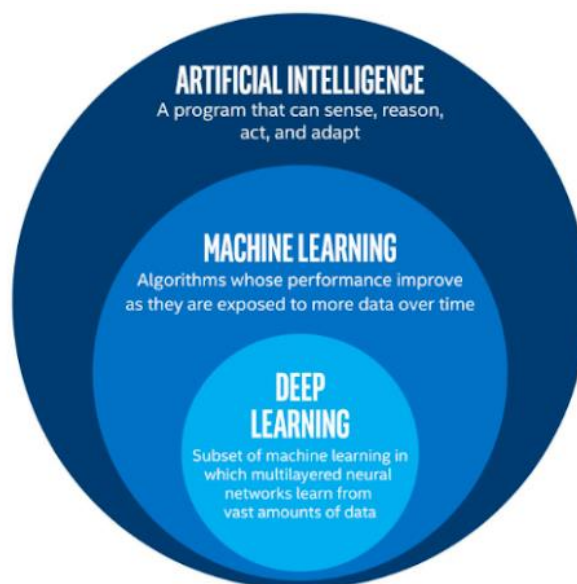 ARTIFICIAL INTELLIGENCE
A program that can sense, reason,
act, and adapt
MACHINE LEARNING
Algorithms whose performance improve
as they are exposed to more data over time
DEEP
LEARNING
Subset of machine learning in
which multilayered neural
networks learn from
vast amounts of data